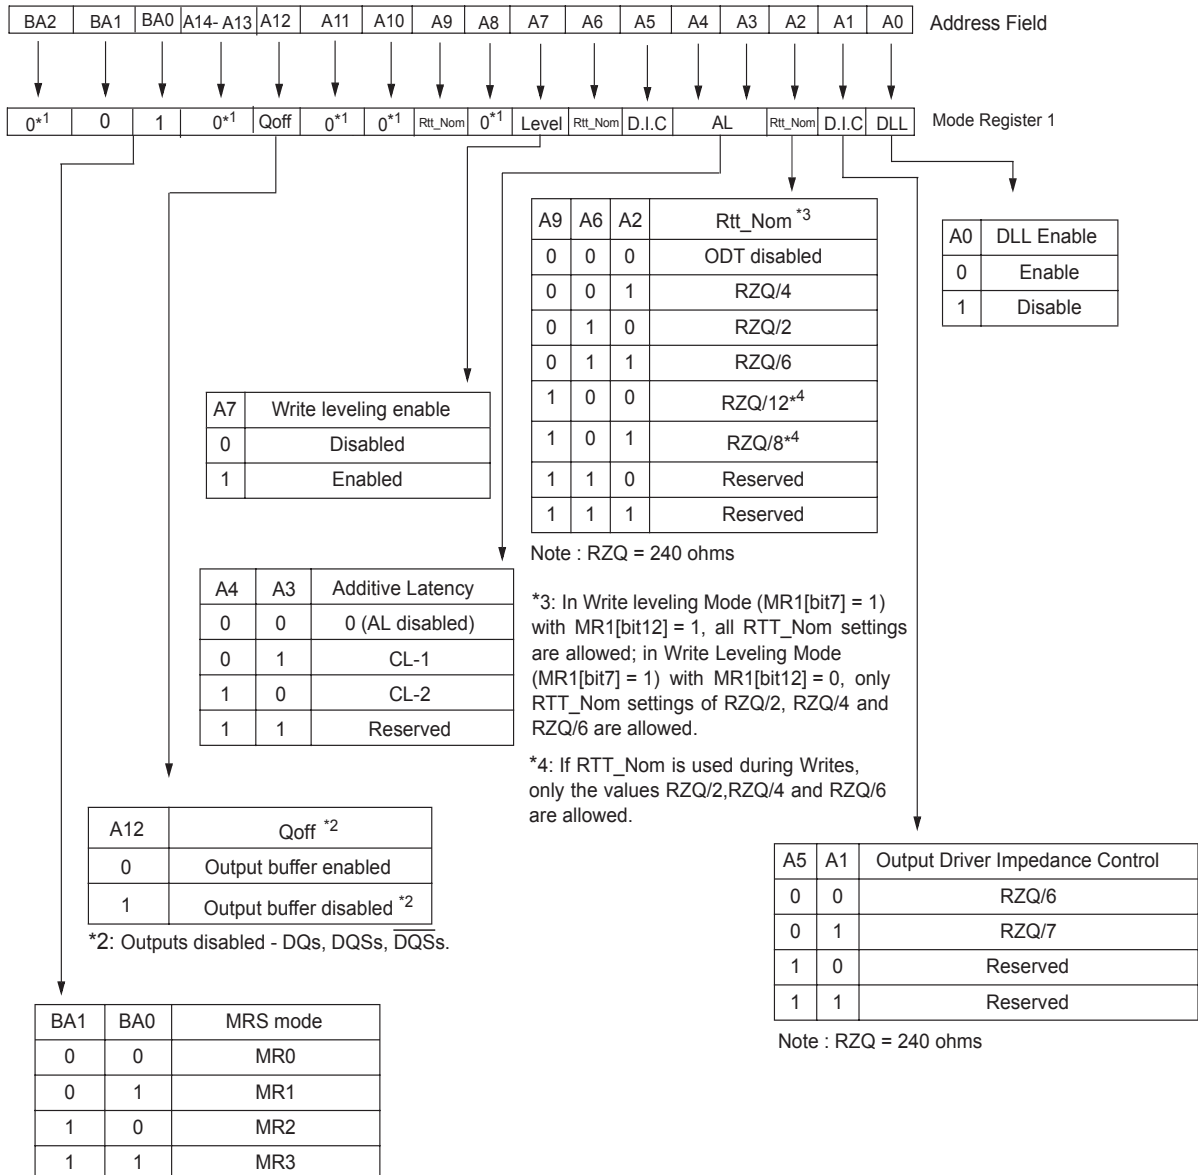 BA2 BA1 BA0 A14- A13 A12 A11 A10 A9 A8 A7 A6 A5 A4 A3 A2 A1 A0 Address Field
0*1 0 1 0*1 Qoff 0*1 0*1 Rtt_Nom 0*1 Level Rtt_Nom D.I.C AL Rtt_Nom D.I.C DLL Mode Register 1
A9 A6 A2 Rtt_Nom *3
0 0 0 ODT disabled
0 0 1 RZQ/4
0 1 0 RZQ/2
0 1 1 RZQ/6
1 0 0 RZQ/12*4
1 0 1 RZQ/8*4
1 1 0 Reserved
1 1 1 Reserved
Note : RZQ = 240 ohms
*3: In Write leveling Mode (MR1[bit7] = 1)
with MR1[bit12] = 1, all RTT_Nom settings
are allowed; in Write Leveling Mode
(MR1[bit7] = 1) with MR1[bit12] = 0, only
RTT_Nom settings of RZQ/2, RZQ/4 and
RZQ/6 are allowed.
*4: If RTT_Nom is used during Writes,
only the values RZQ/2,RZQ/4 and RZQ/6
are allowed.
A0 DLL Enable
0 Enable
1 Disable
A7 Write leveling enable
0 Disabled
1 Enabled
A4 A3 Additive Latency
0 0 0 (AL disabled)
0 1 CL-1
1 0 CL-2
1 1 Reserved
A12 Qoff *2
0 Output buffer enabled
1 Output buffer disabled *2
*2: Outputs disabled - DQs, DQSs, D̅Q̅S̅s.
A5 A1 Output Driver Impedance Control
0 0 RZQ/6
0 1 RZQ/7
1 0 Reserved
1 1 Reserved
Note : RZQ = 240 ohms
BA1 BA0 MRS mode
0 0 MR0
0 1 MR1
1 0 MR2
1 1 MR3